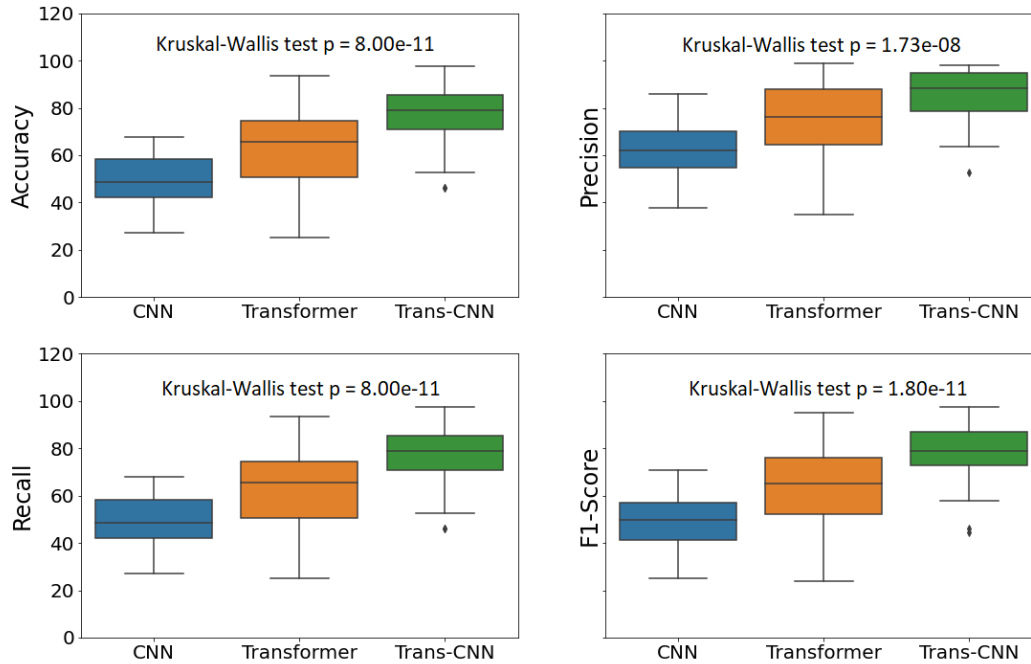 Kruskal-Wallis test p = 8.00e-11
Accuracy
120
100
80
60
40
20
0
CNN Transformer Trans-CNN
Kruskal-Wallis test p = 1.73e-08
Precision
CNN Transformer Trans-CNN
Kruskal-Wallis test p = 8.00e-11
Recall
120
100
80
60
40
20
0
CNN Transformer Trans-CNN
Kruskal-Wallis test p = 1.80e-11
F1-Score
CNN Transformer Trans-CNN